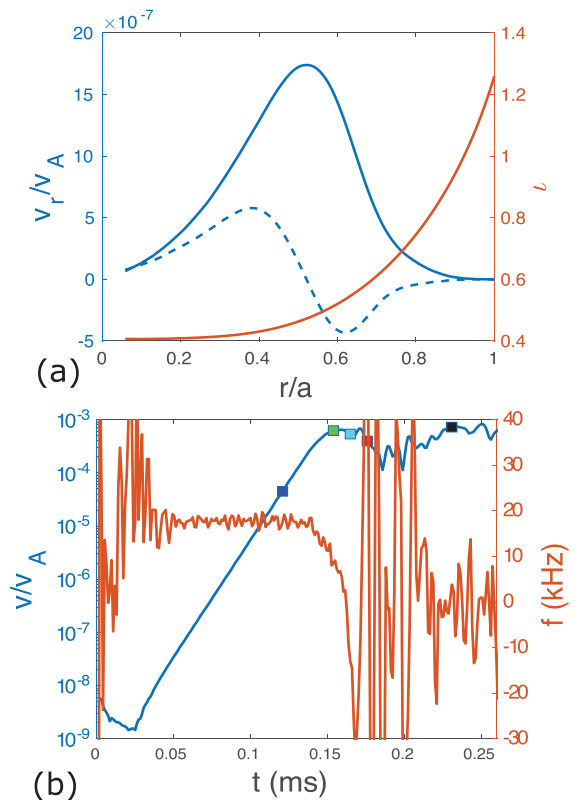 ×10⁻⁷
20 1.4
15 1.2
10 1
5 0.8
0 0.6
-5 0.4
v_r/v_A
ι
0 0.2 0.4 0.6 0.8 1
(a) r/a
10⁻³ 40
10⁻⁴ 30
10⁻⁵ 20
10⁻⁶ 10
10⁻⁷ 0
10⁻⁸ -10
10⁻⁹ -20
-30
v/v_A
f (kHz)
0 0.05 0.1 0.15 0.2 0.25
(b) t (ms)